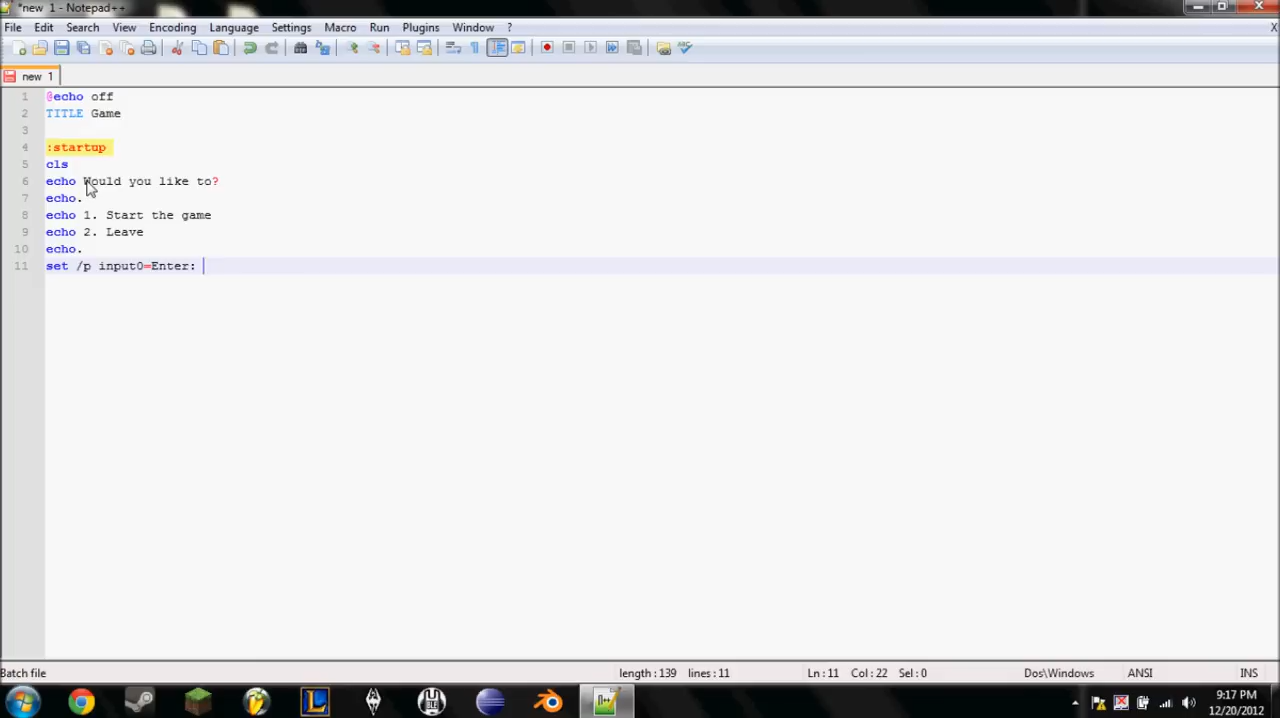 *new 1 - Notepad++
File Edit Search View Encoding Language Settings Macro Run Plugins Window ? X
new 1
1 @echo off
2 TITLE Game
3
4 :startup
5 cls
6 echo Would you like to?
7 echo.
8 echo 1. Start the game
9 echo 2. Leave
10 echo.
11 set /p input0=Enter:
Batch file length : 139 lines : 11 Ln : 11 Col : 22 Sel : 0 Dos\Windows ANSI INS
9:17 PM
12/20/2012